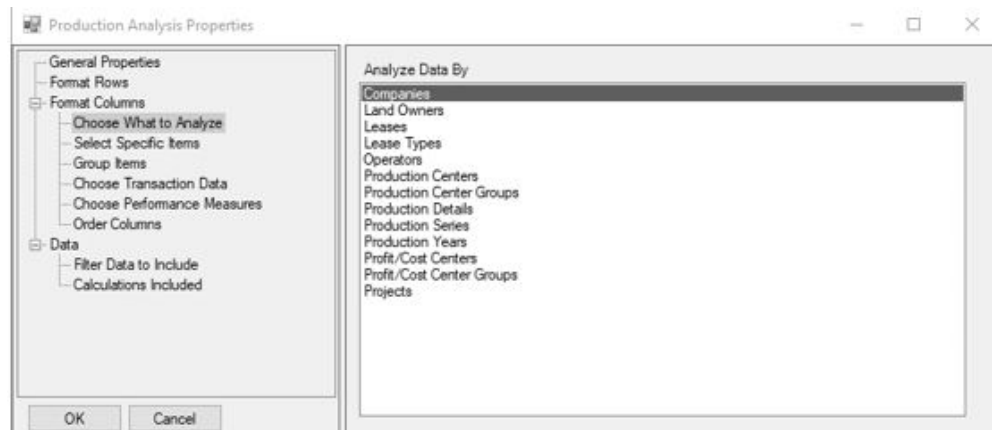 Production Analysis Properties
General Properties
Format Rows
Format Columns
Choose What to Analyze
Select Specific Items
Group Items
Choose Transaction Data
Choose Performance Measures
Order Columns
Data
Filter Data to Include
Calculations Included
OK
Cancel
Analyze Data By
Companies
Land Owners
Leases
Lease Types
Operators
Production Centers
Production Center Groups
Production Details
Production Series
Production Years
Profit/Cost Centers
Profit/Cost Center Groups
Projects